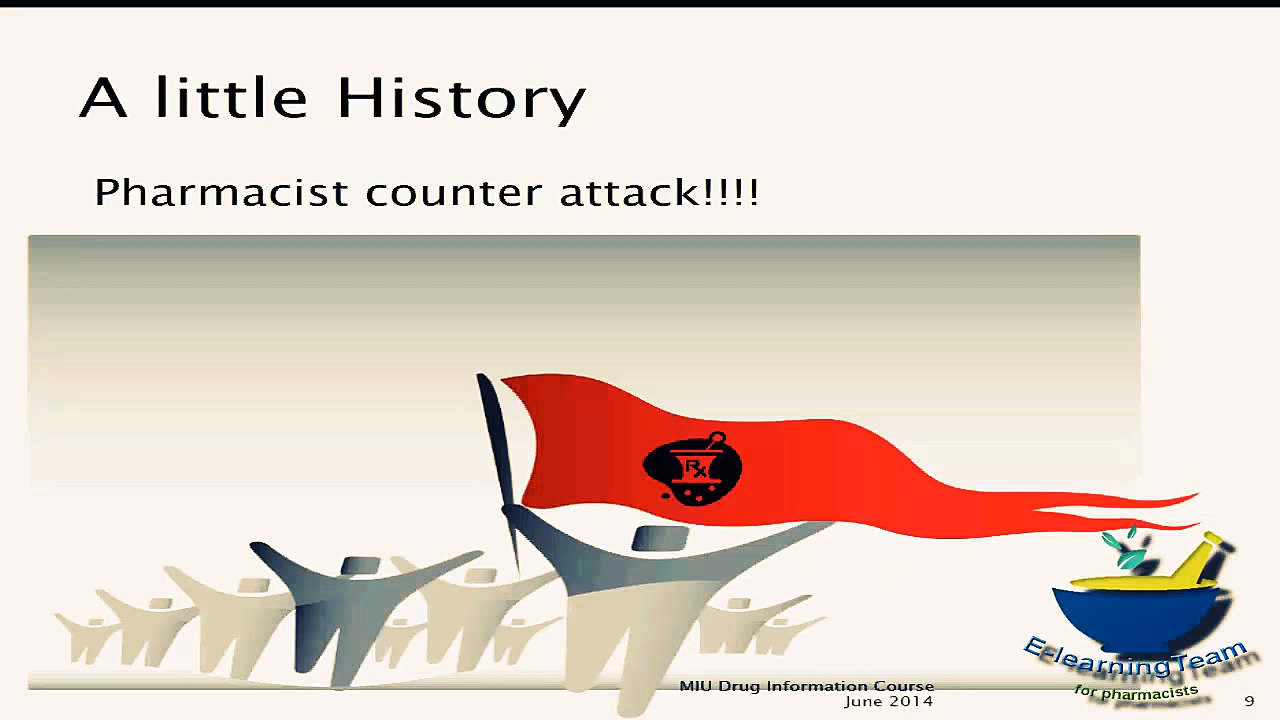 A little History
Pharmacist counter attack!!!!
Rx
E-learningTeam
for pharmacists
MIU Drug Information Course
June 2014
9